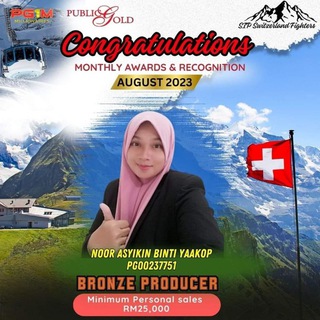 PG1M
PUBLIC GOLD
STP Switzerland Fighters
Congratulations
MONTHLY AWARDS & RECOGNITION
AUGUST 2023
NOOR ASYIKIN BINTI YAAKOP
PG00237751
BRONZE PRODUCER
Minimum Personal sales
RM25,000